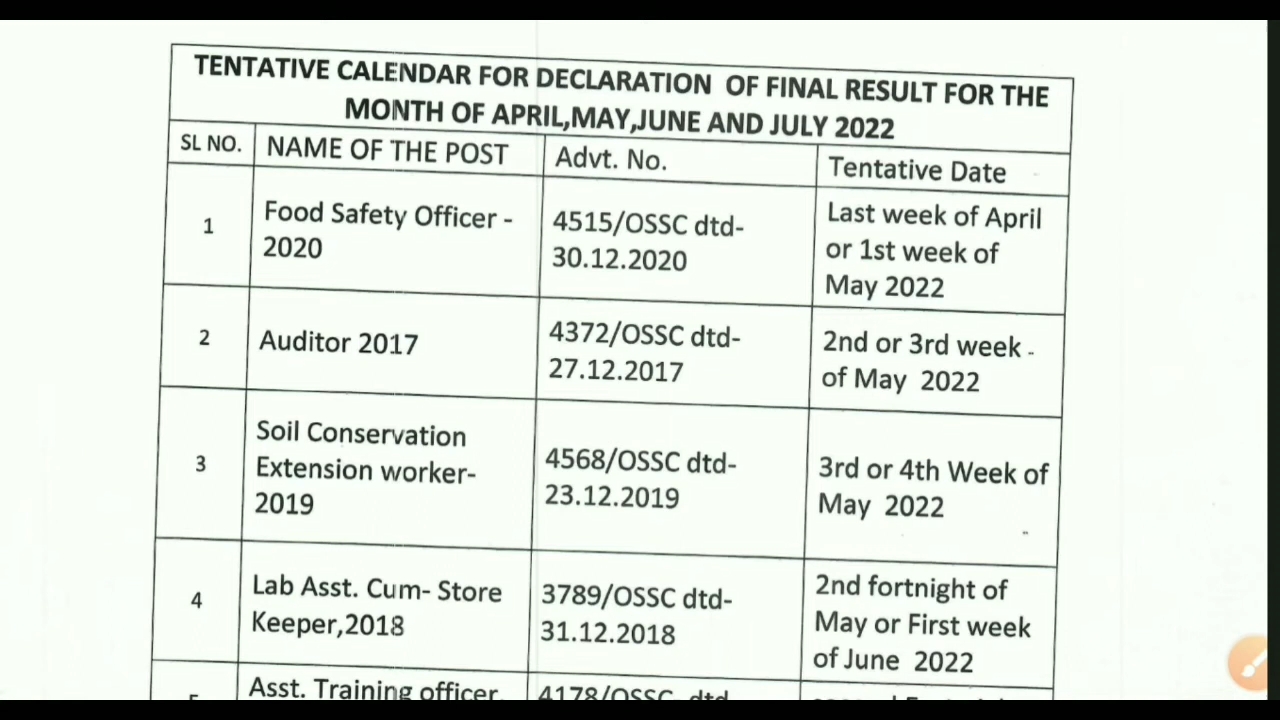 TENTATIVE CALENDAR FOR DECLARATION OF FINAL RESULT FOR THE
MONTH OF APRIL,MAY,JUNE AND JULY 2022
SL NO.
NAME OF THE POST
Advt. No.
Tentative Date
1
Food Safety Officer -
2020
4515/OSSC dtd-
30.12.2020
Last week of April
or 1st week of
May 2022
2
Auditor 2017
4372/OSSC dtd-
27.12.2017
2nd or 3rd week
of May 2022
3
Soil Conservation
Extension worker-
2019
4568/OSSC dtd-
23.12.2019
3rd or 4th Week of
May 2022
4
Lab Asst. Cum- Store
Keeper,2018
3789/OSSC dtd-
31.12.2018
2nd fortnight of
May or First week
of June 2022
5
Asst. Training officer
4178/OSSC dtd